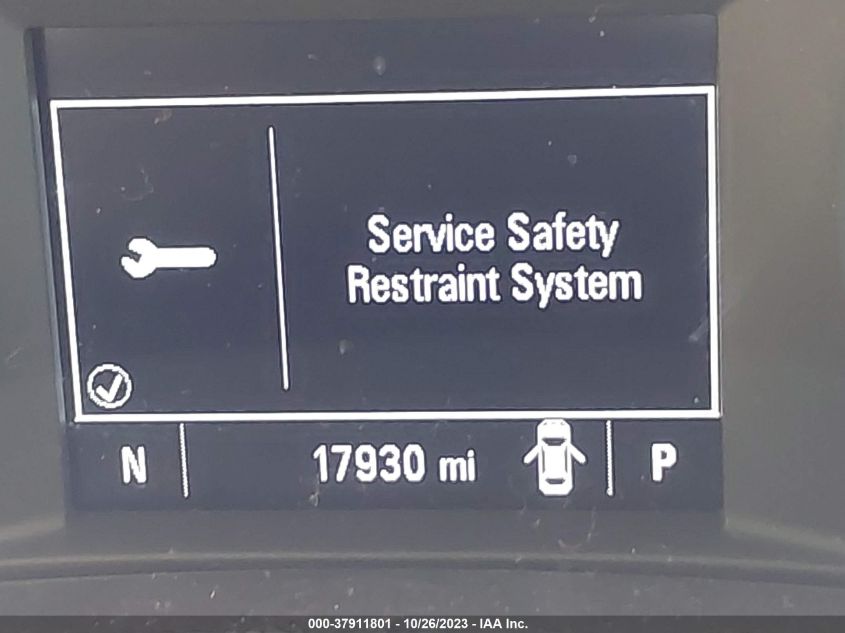 Service Safety
Restraint System
N 17930 mi P
000-37911801 - 10/26/2023 - IAA Inc.